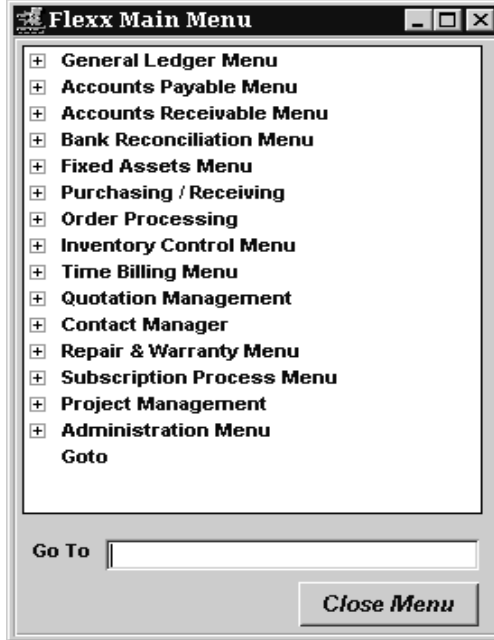 Flexx Main Menu
General Ledger Menu
Accounts Payable Menu
Accounts Receivable Menu
Bank Reconciliation Menu
Fixed Assets Menu
Purchasing / Receiving
Order Processing
Inventory Control Menu
Time Billing Menu
Quotation Management
Contact Manager
Repair & Warranty Menu
Subscription Process Menu
Project Management
Administration Menu
Goto
Go To
Close Menu